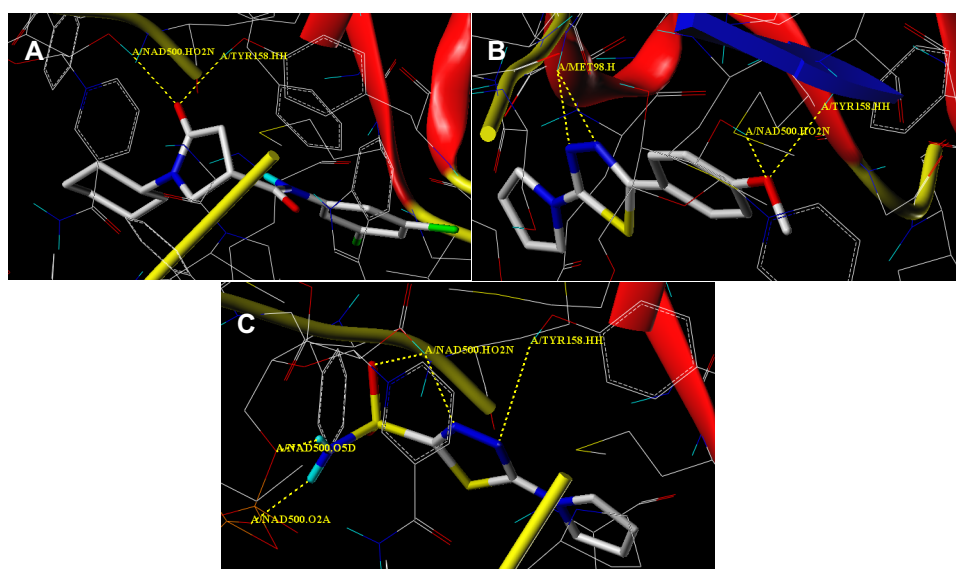 A
A/NAD500.HO2N
A/TYR158.HH
B
A/MET98.H
A/TYR158.HH
A/NAD500.HO2N
C
A/NAD500.HO2N
A/TYR158.HH
A/NAD500.O5D
A/NAD500.O2A